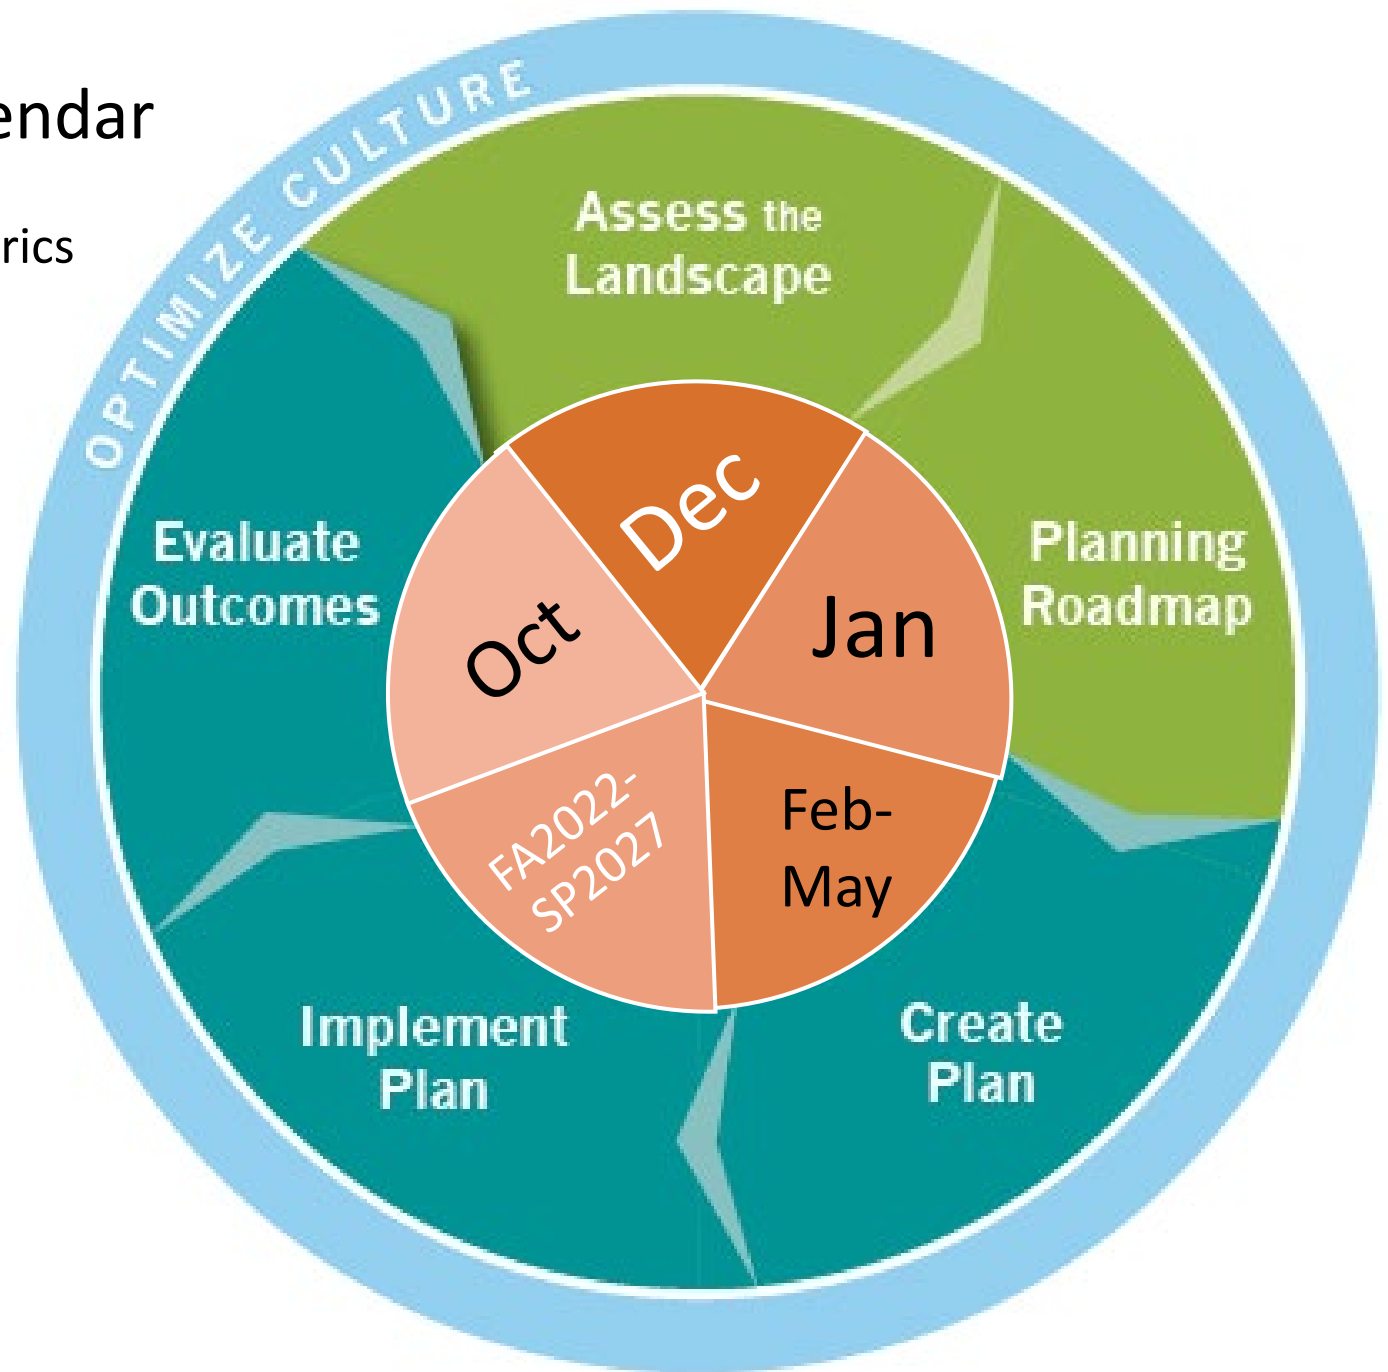 endar
rics
OPTIMIZE CULTURE
Assess the
Landscape
Planning
Roadmap
Create
Plan
Implement
Plan
Evaluate
Outcomes
Dec
Jan
Feb-
May
FA2022-
SP2027
Oct